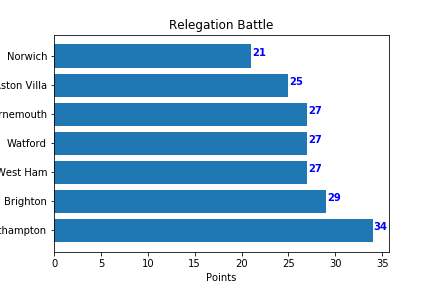 Relegation Battle
Norwich
21
ston Villa
25
rnemouth
27
Watford
27
West Ham
27
Brighton
29
thampton
34
0 5 10 15 20 25 30 35
Points